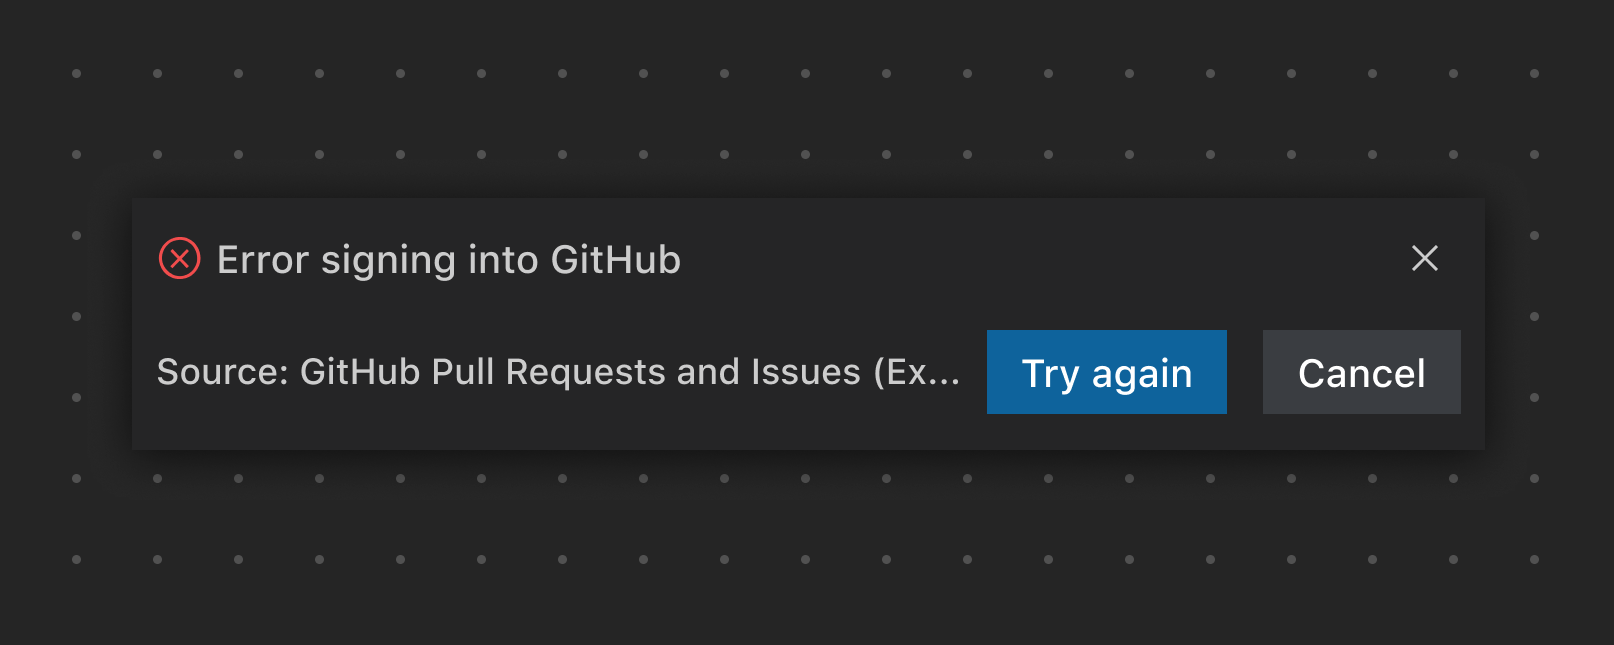 Error signing into GitHub
Source: GitHub Pull Requests and Issues (Ex...
Try again
Cancel